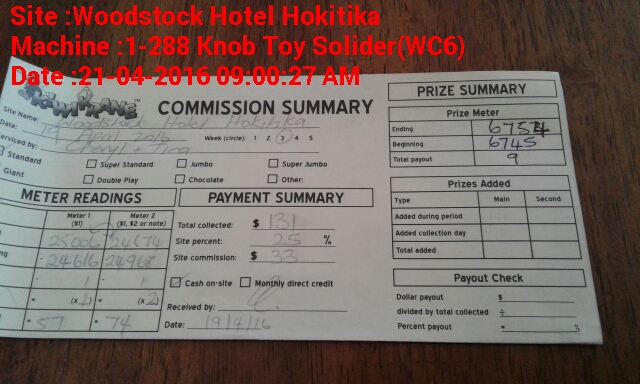 Site :Woodstock Hotel Hokitika
Machine :1-288 Knob Toy Solider(WC6)
Date :21-04-2016 09:00:27 AM
COMMISSION SUMMARY
Site Name: Woodstock Hotel Hokitika
Date: 19 April 2016
Week (circle): 1 2 3 4 5
Serviced by: Cheryl + Tina
Standard
Super Standard
Jumbo
Super Jumbo
Giant
Double Play
Chocolate
Other:
METER READINGS
Meter 1 ($1)
Meter 2 ($1, $2 or note)
24616 24968
(x1) (x2)
= 57 = 74
PAYMENT SUMMARY
Total collected: $ 131
Site percent: 25 %
Site commission: $ 33
Cash on-site
Monthly direct credit
Received by:
Date: 19/4/16
PRIZE SUMMARY
Prize Meter
Ending 6754
Beginning 6745
Total payout 9
Prizes Added
Type Main Second
Added during period
Added collection day
Total added
Payout Check
Dollar payout $
divided by total collected ÷
Percent payout = %